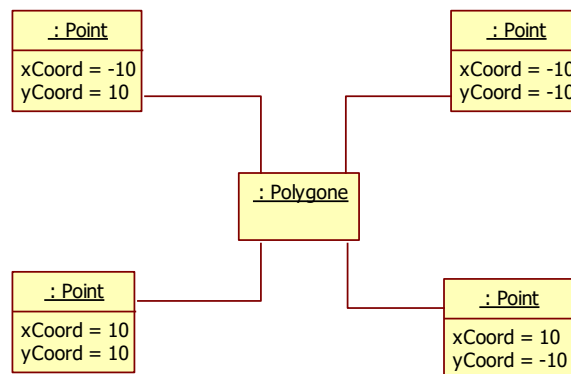 : Point
xCoord = -10
yCoord = 10
: Point
xCoord = -10
yCoord = -10
: Polygone
: Point
xCoord = 10
yCoord = 10
: Point
xCoord = 10
yCoord = -10